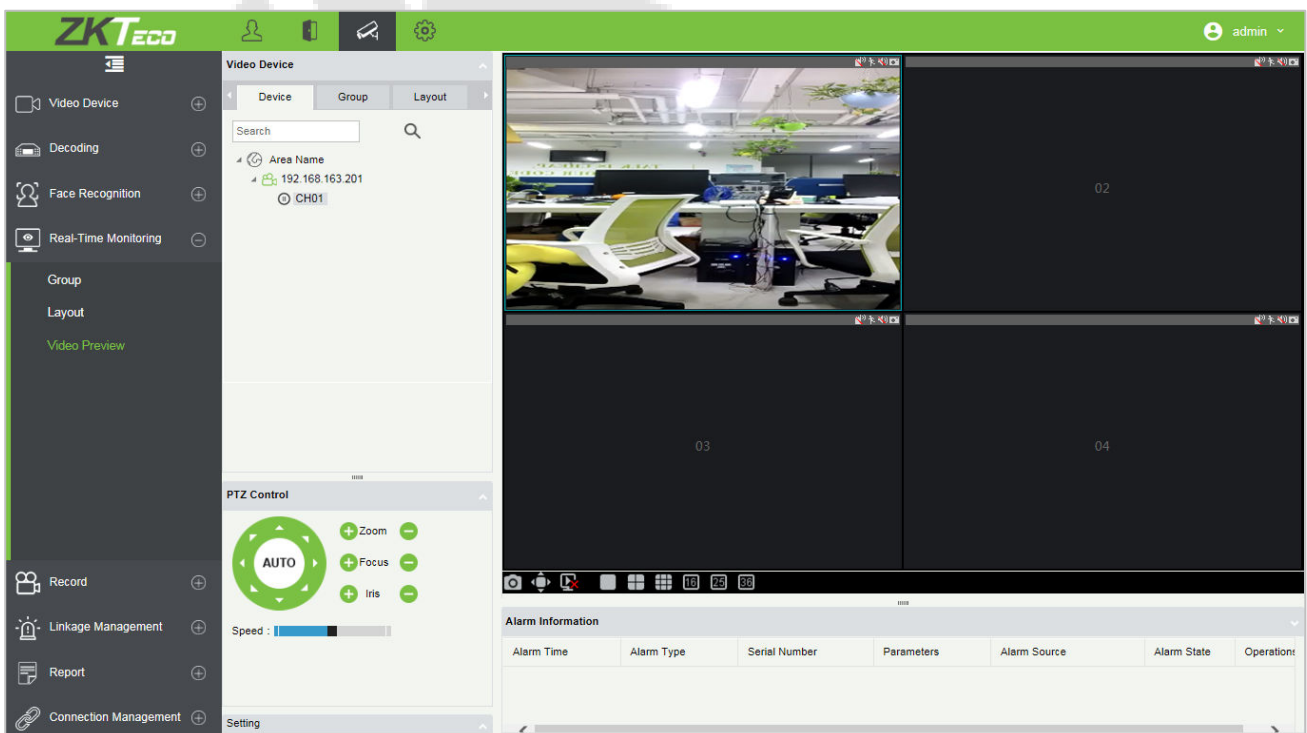 ZKTeco
admin
Video Device
Decoding
Face Recognition
Real-Time Monitoring
Group
Layout
Video Preview
Record
Linkage Management
Report
Connection Management
Video Device
Device Group Layout
Search
Area Name
192.168.163.201
CH01
PTZ Control
AUTO
Zoom
Focus
Iris
Speed :
Setting
02
03
04
16 25 36
Alarm Information
Alarm Time Alarm Type Serial Number Parameters Alarm Source Alarm State Operations